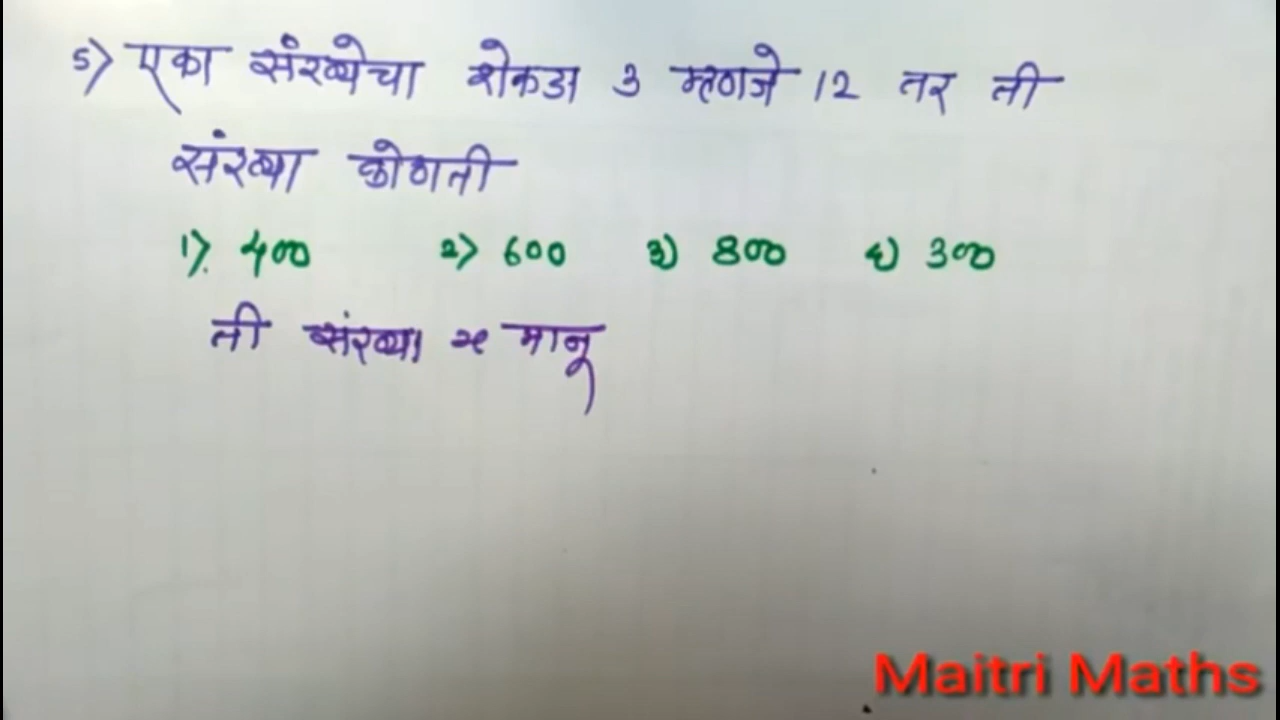 5) एका संख्येचा शेकडा 3 म्हणजे 12 तर ती
संख्या कोणती
1). 400 2) 600 3) 800 4) 300
ती संख्या x मानू
Maitri Maths